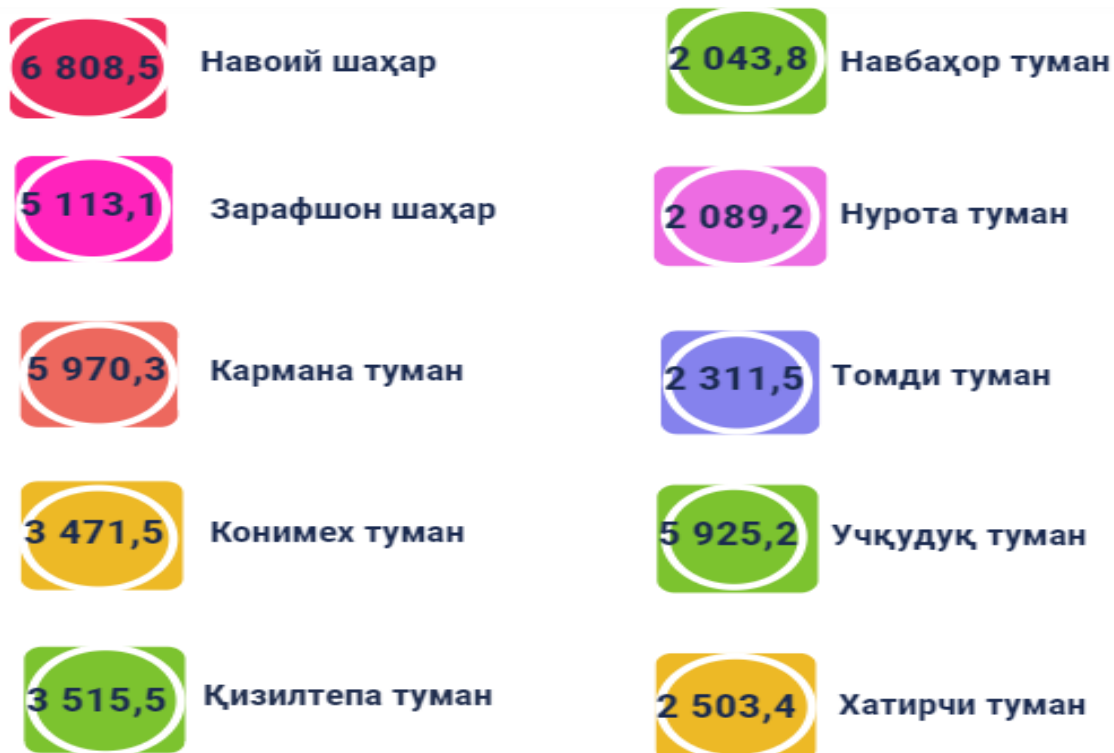 6 808,5 Навоий шаҳар
5 113,1 Зарафшон шаҳар
5 970,3 Кармана туман
3 471,5 Конимех туман
3 515,5 Қизилтепа туман
2 043,8 Навбаҳор туман
2 089,2 Нурота туман
2 311,5 Томди туман
5 925,2 Учқудуқ туман
2 503,4 Хатирчи туман